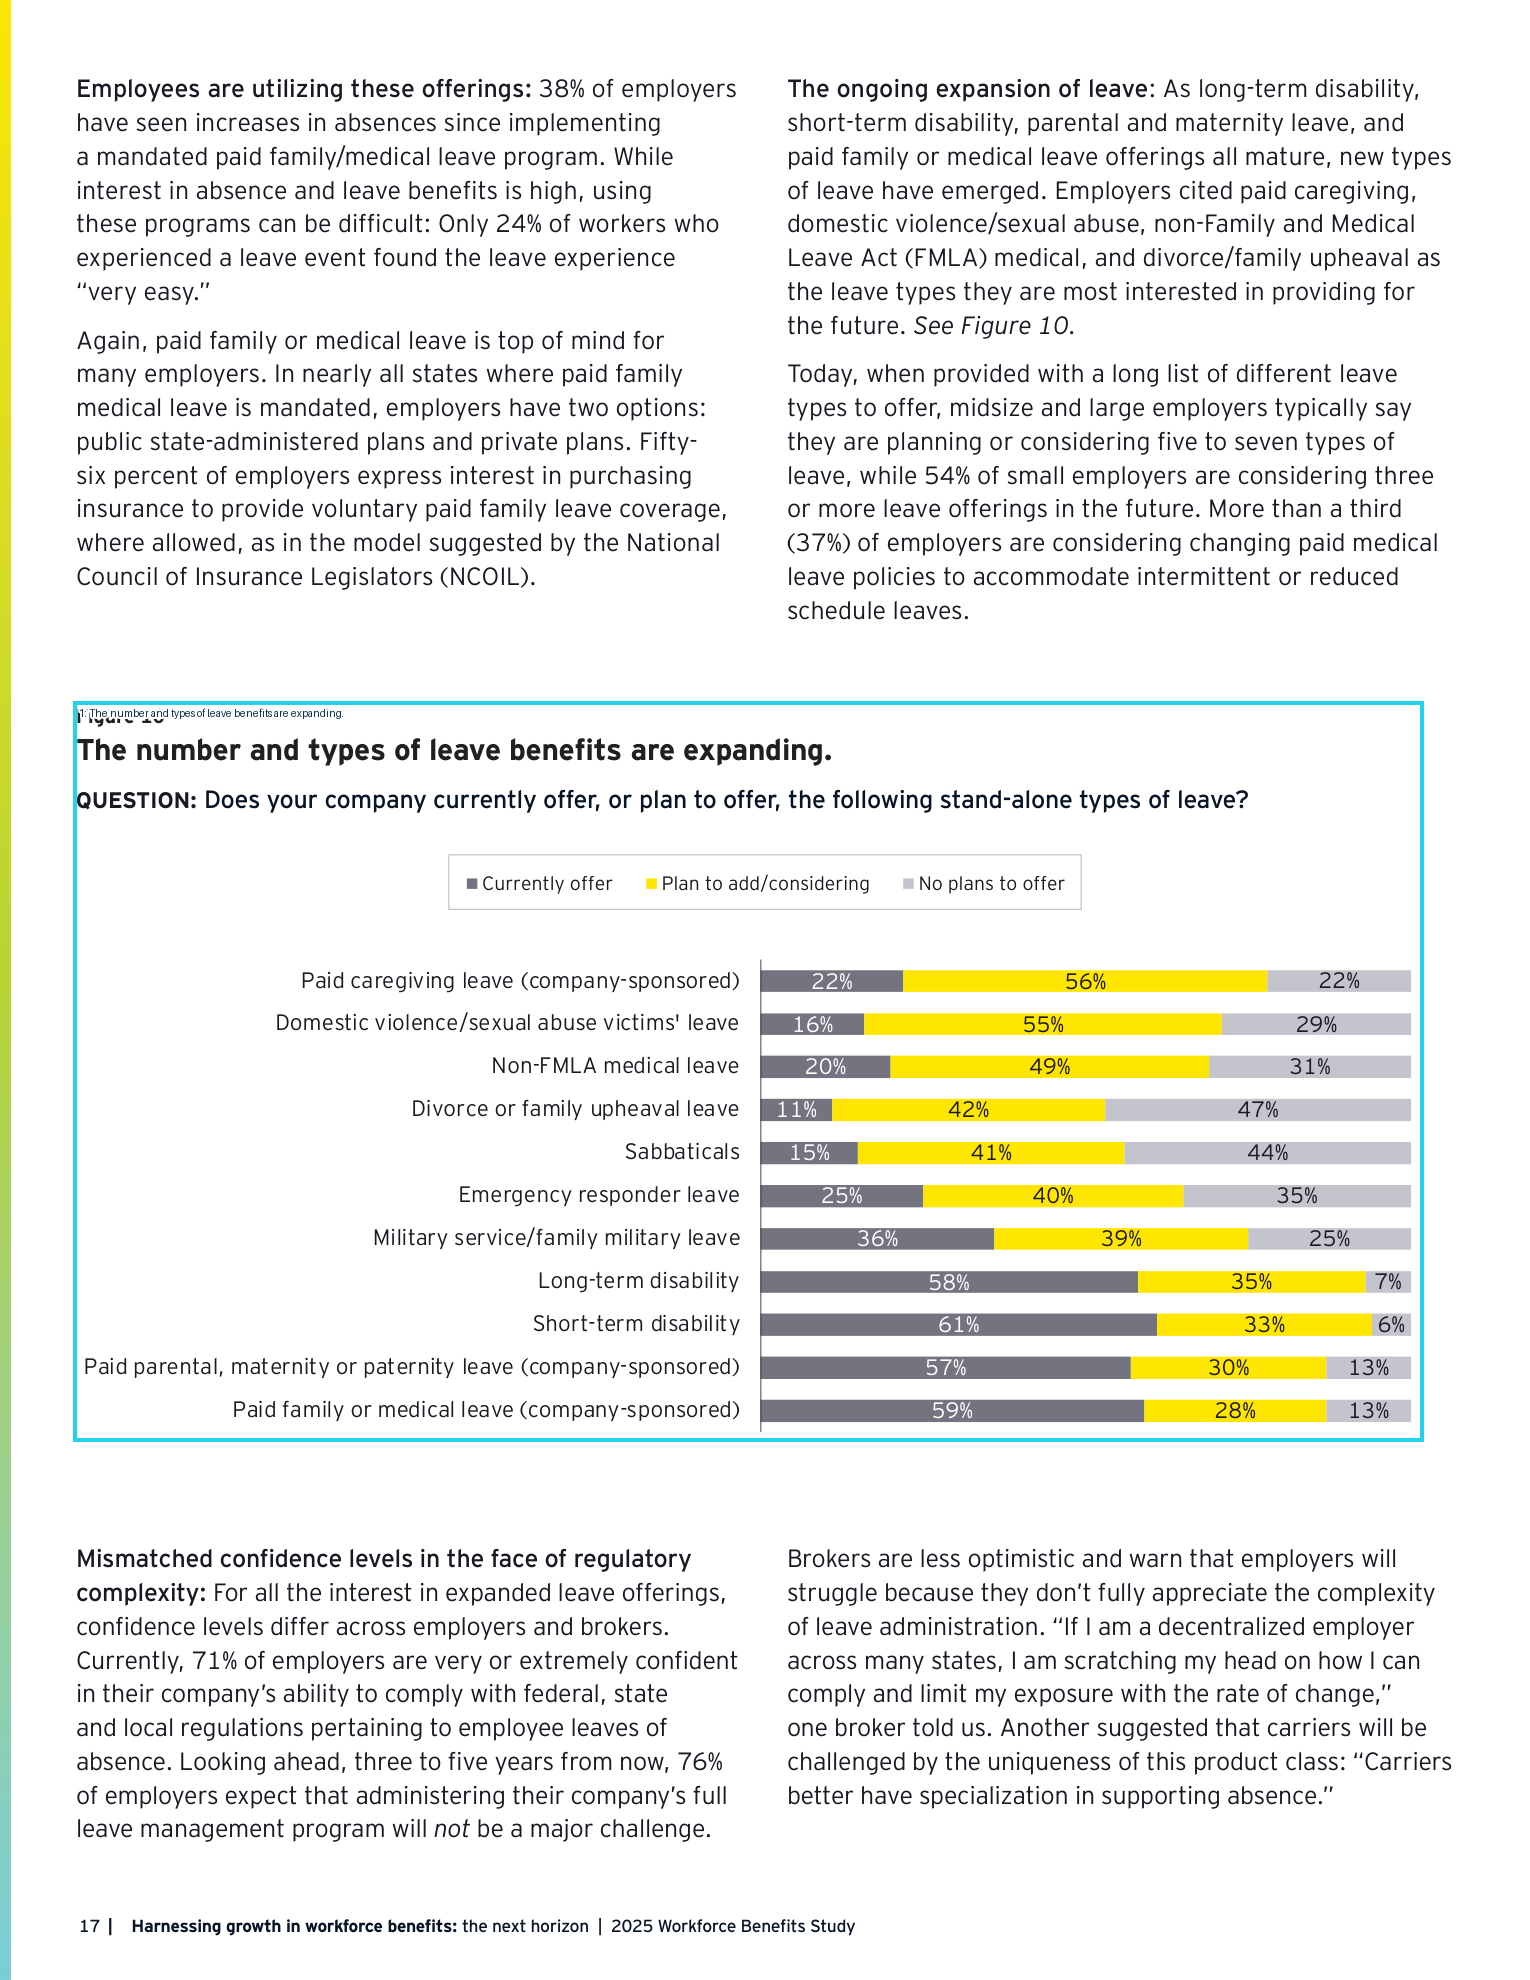 Employees are utilizing these offerings: 38% of employers
have seen increases in absences since implementing
a mandated paid family/medical leave program. While
interest in absence and leave benefits is high, using
these programs can be difficult: Only 24% of workers who
experienced a leave event found the leave experience
“very easy.”
Again, paid family or medical leave is top of mind for
many employers. In nearly all states where paid family
medical leave is mandated, employers have two options:
public state-administered plans and private plans. Fifty-
six percent of employers express interest in purchasing
insurance to provide voluntary paid family leave coverage,
where allowed, as in the model suggested by the National
Council of Insurance Legislators (NCOIL).
The ongoing expansion of leave: As long-term disability,
short-term disability, parental and maternity leave, and
paid family or medical leave offerings all mature, new types
of leave have emerged. Employers cited paid caregiving,
domestic violence/sexual abuse, non-Family and Medical
Leave Act (FMLA) medical, and divorce/family upheaval as
the leave types they are most interested in providing for
the future. See Figure 10.
Today, when provided with a long list of different leave
types to offer, midsize and large employers typically say
they are planning or considering five to seven types of
leave, while 54% of small employers are considering three
or more leave offerings in the future. More than a third
(37%) of employers are considering changing paid medical
leave policies to accommodate intermittent or reduced
schedule leaves.
1: The number and types of leave benefits are expanding.
Figure 10
The number and types of leave benefits are expanding.
QUESTION: Does your company currently offer, or plan to offer, the following stand-alone types of leave?
Currently offer Plan to add/considering No plans to offer
Paid caregiving leave (company-sponsored) 22% 56% 22%
Domestic violence/sexual abuse victims' leave 16% 55% 29%
Non-FMLA medical leave 20% 49% 31%
Divorce or family upheaval leave 11% 42% 47%
Sabbaticals 15% 41% 44%
Emergency responder leave 25% 40% 35%
Military service/family military leave 36% 39% 25%
Long-term disability 58% 35% 7%
Short-term disability 61% 33% 6%
Paid parental, maternity or paternity leave (company-sponsored) 57% 30% 13%
Paid family or medical leave (company-sponsored) 59% 28% 13%
Mismatched confidence levels in the face of regulatory
complexity: For all the interest in expanded leave offerings,
confidence levels differ across employers and brokers.
Currently, 71% of employers are very or extremely confident
in their company’s ability to comply with federal, state
and local regulations pertaining to employee leaves of
absence. Looking ahead, three to five years from now, 76%
of employers expect that administering their company’s full
leave management program will not be a major challenge.
Brokers are less optimistic and warn that employers will
struggle because they don’t fully appreciate the complexity
of leave administration. “If I am a decentralized employer
across many states, I am scratching my head on how I can
comply and limit my exposure with the rate of change,”
one broker told us. Another suggested that carriers will be
challenged by the uniqueness of this product class: “Carriers
better have specialization in supporting absence.”
17 | Harnessing growth in workforce benefits: the next horizon | 2025 Workforce Benefits Study